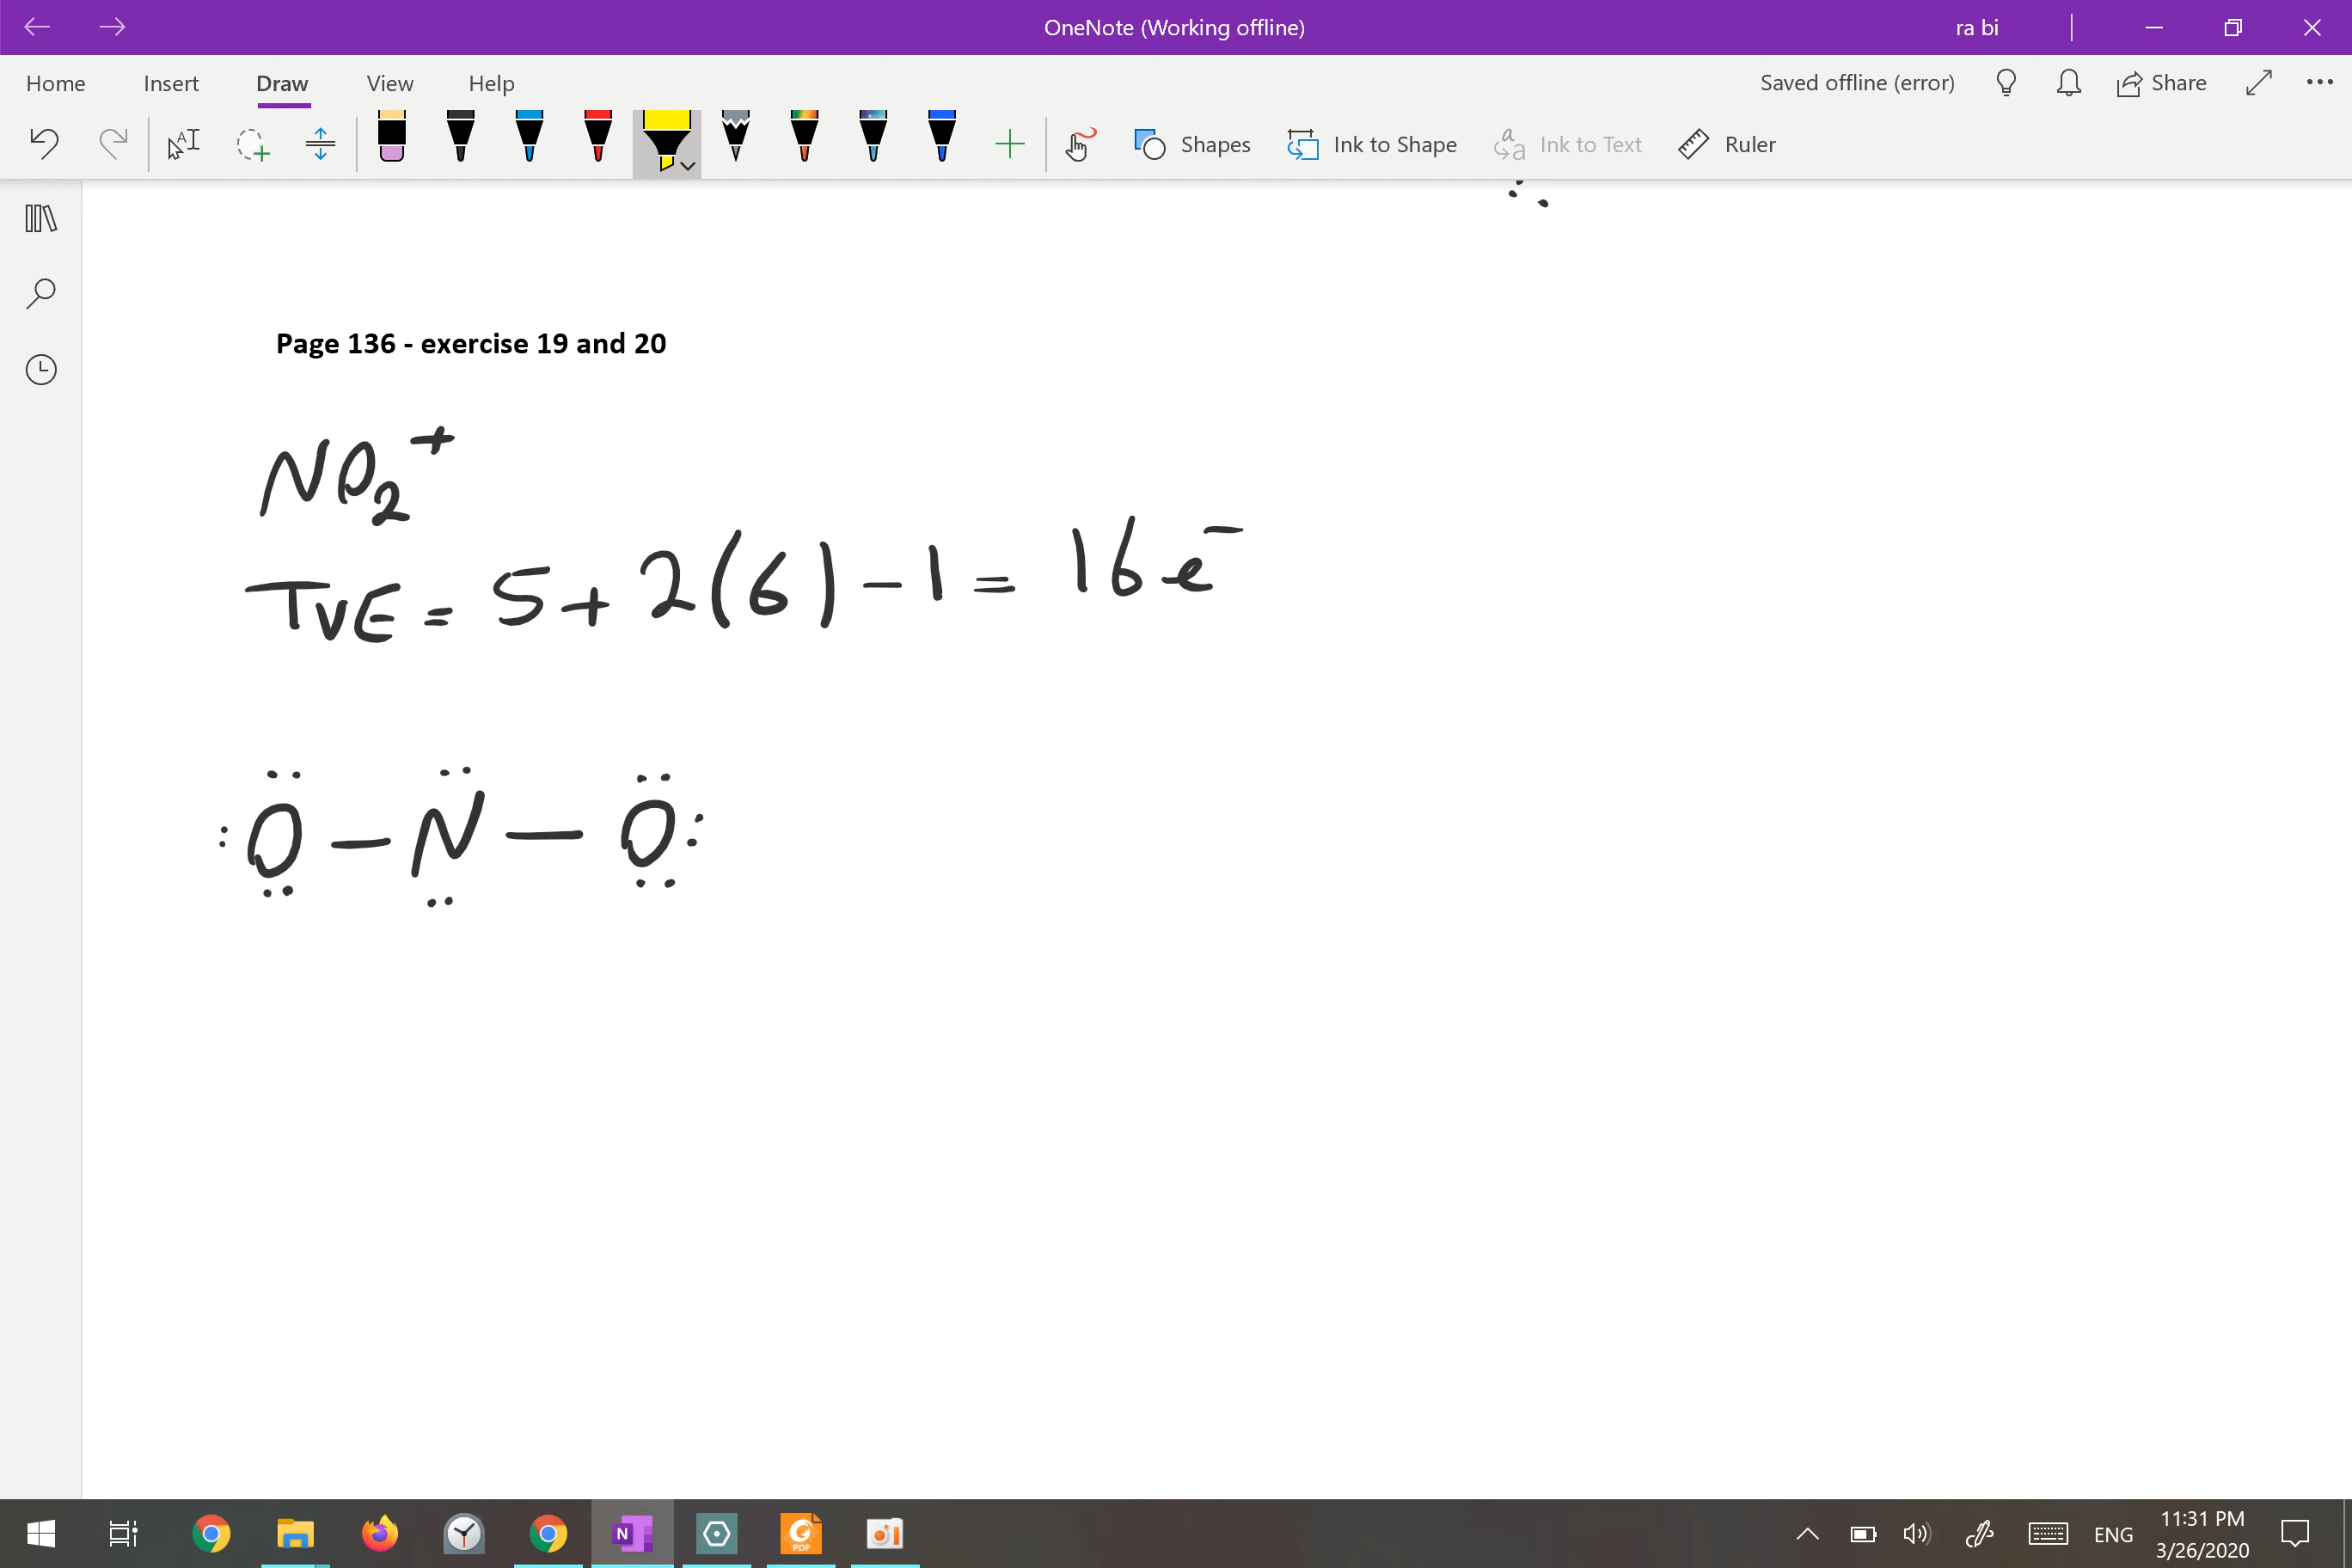 OneNote (Working offline)
ra bi
Home Insert Draw View Help
Saved offline (error) Share
Shapes Ink to Shape Ink to Text Ruler
Page 136 - exercise 19 and 20
NO₂⁺
TVE = 5 + 2(6) - 1 = 16 e⁻
:Ö — N̈ — Ö:
ENG
11:31 PM
3/26/2020